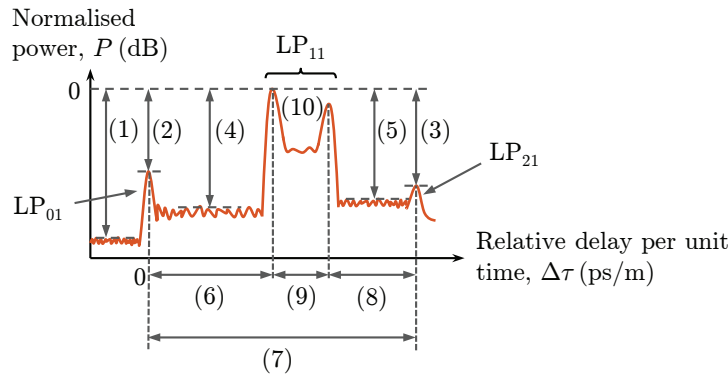 Normalised
power, P (dB)
LP₁₁
0
(1)
(2)
(4)
(10)
(5)
(3)
LP₂₁
LP₀₁
0
Relative delay per unit
time, Δτ (ps/m)
(6)
(9)
(8)
(7)